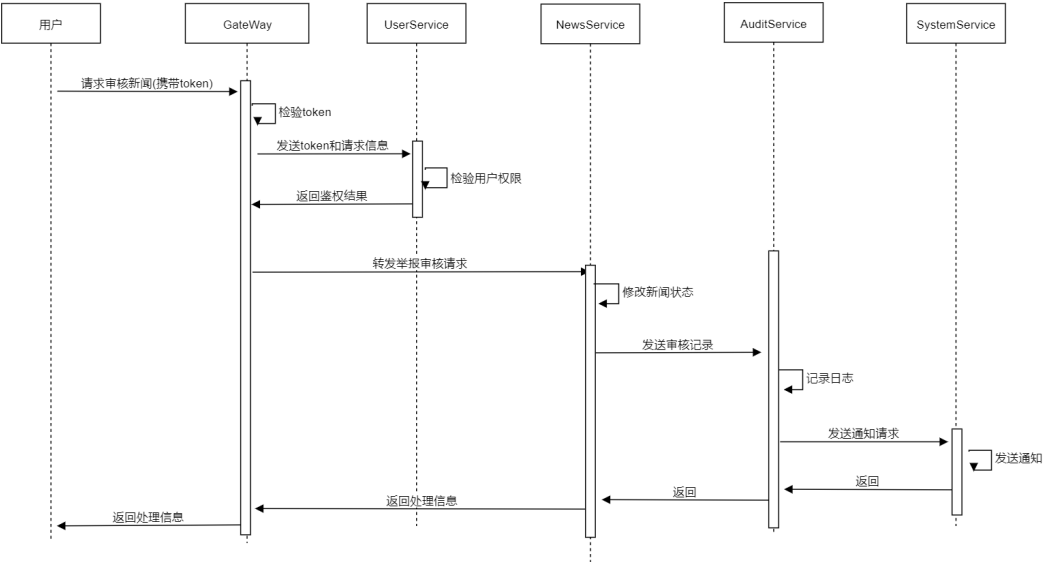 用户
GateWay
UserService
NewsService
AuditService
SystemService
请求审核新闻(携带token)
检验token
发送token和请求信息
检验用户权限
返回鉴权结果
转发举报审核请求
修改新闻状态
发送审核记录
记录日志
发送通知请求
发送通知
返回
返回
返回处理信息
返回处理信息